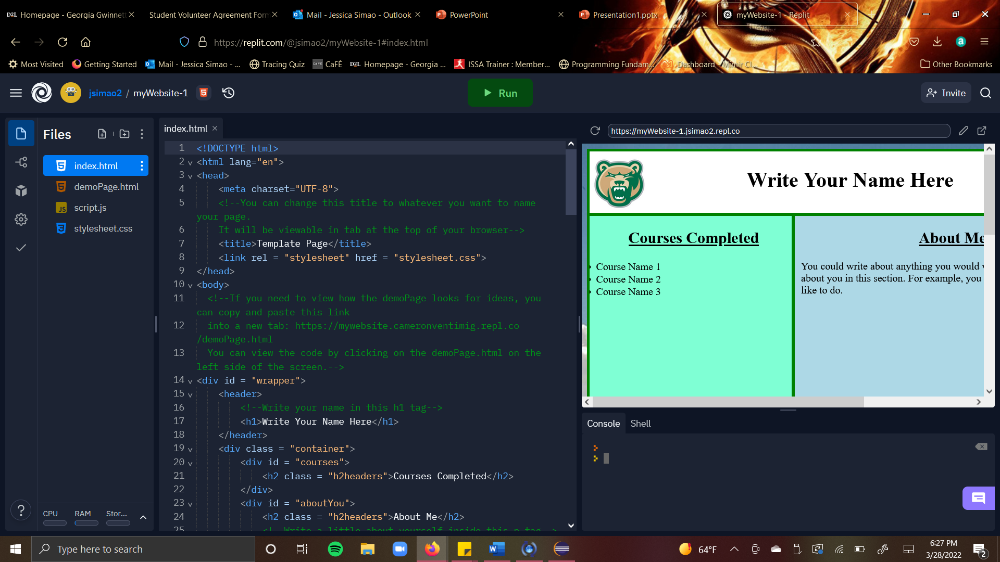 D2L Homepage - Georgia Gwinnett
Student Volunteer Agreement Form
Mail - Jessica Simao - Outlook
PowerPoint
Presentation1.pptx
myWebsite-1 - Replit
https://replit.com/@jsimao2/myWebsite-1#index.html
Most Visited
Getting Started
Mail - Jessica Simao - ...
Tracing Quiz
CaFÉ CaFÉ
D2L Homepage - Georgia ...
ISSA Trainer : Member...
Programming Fundam...
Dashboard - Mimir Cl...
Other Bookmarks
jsimao2 / myWebsite-1
Run
Invite
Files
index.html
demoPage.html
JS script.js
stylesheet.css
CPU RAM Stor...
index.html
1 <!DOCTYPE html>
2 <html lang="en">
3 <head>
4 <meta charset="UTF-8">
5 <!--You can change this title to whatever you want to name
your page.
6 It will be viewable in tab at the top of your browser-->
7 <title>Template Page</title>
8 <link rel = "stylesheet" href = "stylesheet.css">
9 </head>
10 <body>
11 <!--If you need to view how the demoPage looks for ideas, you
can copy and paste this link
12 into a new tab: https://mywebsite.cameronventimig.repl.co
/demoPage.html
13 You can view the code by clicking on the demoPage.html on the
left side of the screen.-->
14 <div id = "wrapper">
15 <header>
16 <!--Write your name in this h1 tag-->
17 <h1>Write Your Name Here</h1>
18 </header>
19 <div class = "container">
20 <div id = "courses">
21 <h2 class = "h2headers">Courses Completed</h2>
22 </div>
23 <div id = "aboutYou">
24 <h2 class = "h2headers">About Me</h2>
25 <!--Write a little about yourself inside this p tag-->
https://myWebsite-1.jsimao2.repl.co
Write Your Name Here
Courses Completed
Course Name 1
Course Name 2
Course Name 3
About Me
You could write about anything you would
about you in this section. For example, you
like to do.
Console Shell
Type here to search
64°F
6:27 PM
3/28/2022
2